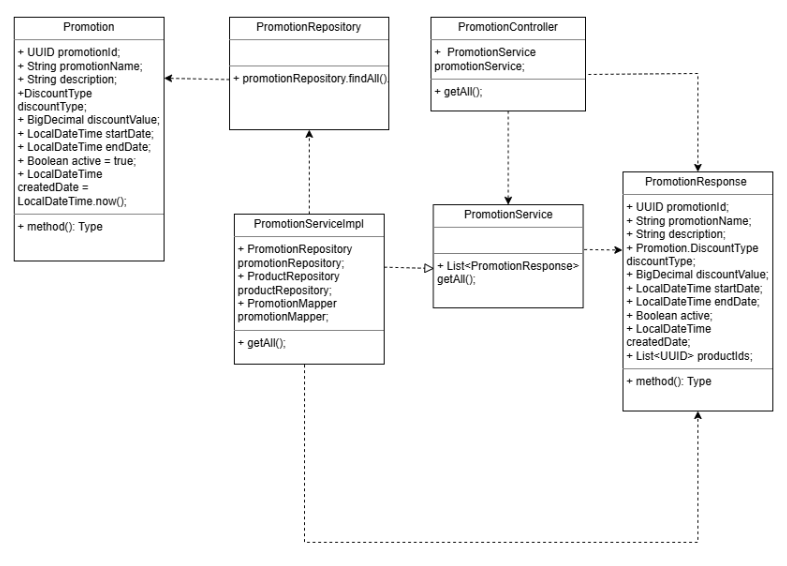 Promotion
+ UUID promotionId;
+ String promotionName;
+ String description;
+DiscountType
discountType;
+ BigDecimal discountValue;
+ LocalDateTime startDate;
+ LocalDateTime endDate;
+ Boolean active = true;
+ LocalDateTime
createdDate =
LocalDateTime.now();
+ method(): Type
PromotionRepository
+ promotionRepository.findAll().
PromotionController
+ PromotionService
promotionService;
+ getAll();
PromotionServiceImpl
+ PromotionRepository
promotionRepository;
+ ProductRepository
productRepository;
+ PromotionMapper
promotionMapper;
+ getAll();
PromotionService
+ List<PromotionResponse>
getAll();
PromotionResponse
+ UUID promotionId;
+ String promotionName;
+ String description;
+ Promotion.DiscountType
discountType;
+ BigDecimal discountValue;
+ LocalDateTime startDate;
+ LocalDateTime endDate;
+ Boolean active;
+ LocalDateTime
createdDate;
+ List<UUID> productIds;
+ method(): Type